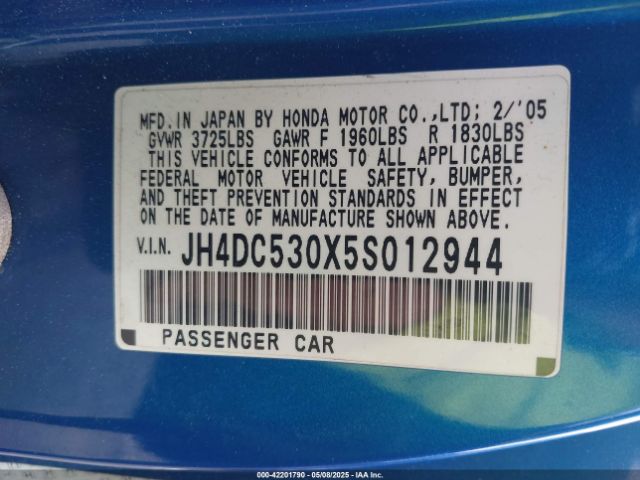 MFD. IN JAPAN BY HONDA MOTOR CO.,LTD; 2/'05
GVWR 3725LBS GAWR F 1960LBS R 1830LBS
THIS VEHICLE CONFORMS TO ALL APPLICABLE
FEDERAL MOTOR VEHICLE SAFETY, BUMPER,
AND THEFT PREVENTION STANDARDS IN EFFECT
ON THE DATE OF MANUFACTURE SHOWN ABOVE.
V.I.N. JH4DC530X5S012944
PASSENGER CAR
000-42201790 - 05/08/2025 - IAAI.COM